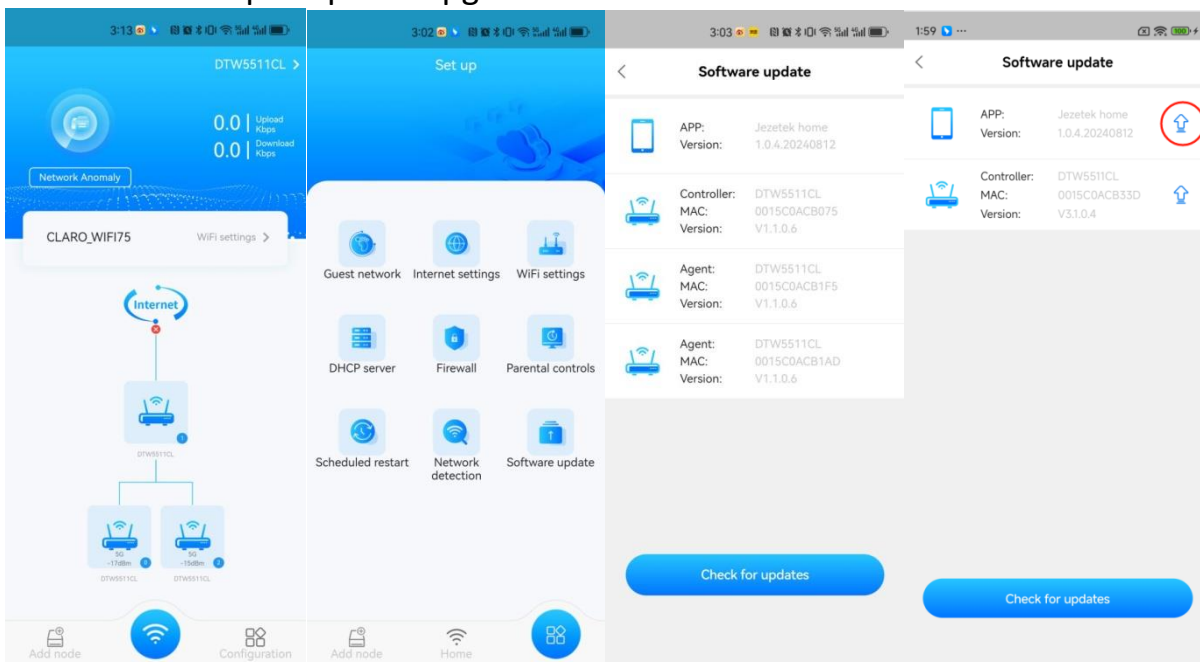 3:13
DTW5511CL >
0.0 | Upload Kbps
0.0 | Download Kbps
Network Anomaly
CLARO_WIFI75
WiFi settings >
Internet
1
DTW5511CL
5G
-17dBm
DTW5511CL
5G
-15dBm
DTW5511CL
Add node
Configuration
3:02
Set up
Guest network
Internet settings
WiFi settings
DHCP server
Firewall
Parental controls
Scheduled restart
Network
detection
Software update
Add node
Home
3:03
Software update
APP: Jezetek home
Version: 1.0.4.20240812
Controller: DTW5511CL
MAC: 0015C0ACB075
Version: V1.1.0.6
Agent: DTW5511CL
MAC: 0015C0ACB1F5
Version: V1.1.0.6
Agent: DTW5511CL
MAC: 0015C0ACB1AD
Version: V1.1.0.6
Check for updates
1:59
100
Software update
APP: Jezetek home
Version: 1.0.4.20240812
Controller: DTW5511CL
MAC: 0015C0ACB33D
Version: V3.1.0.4
Check for updates